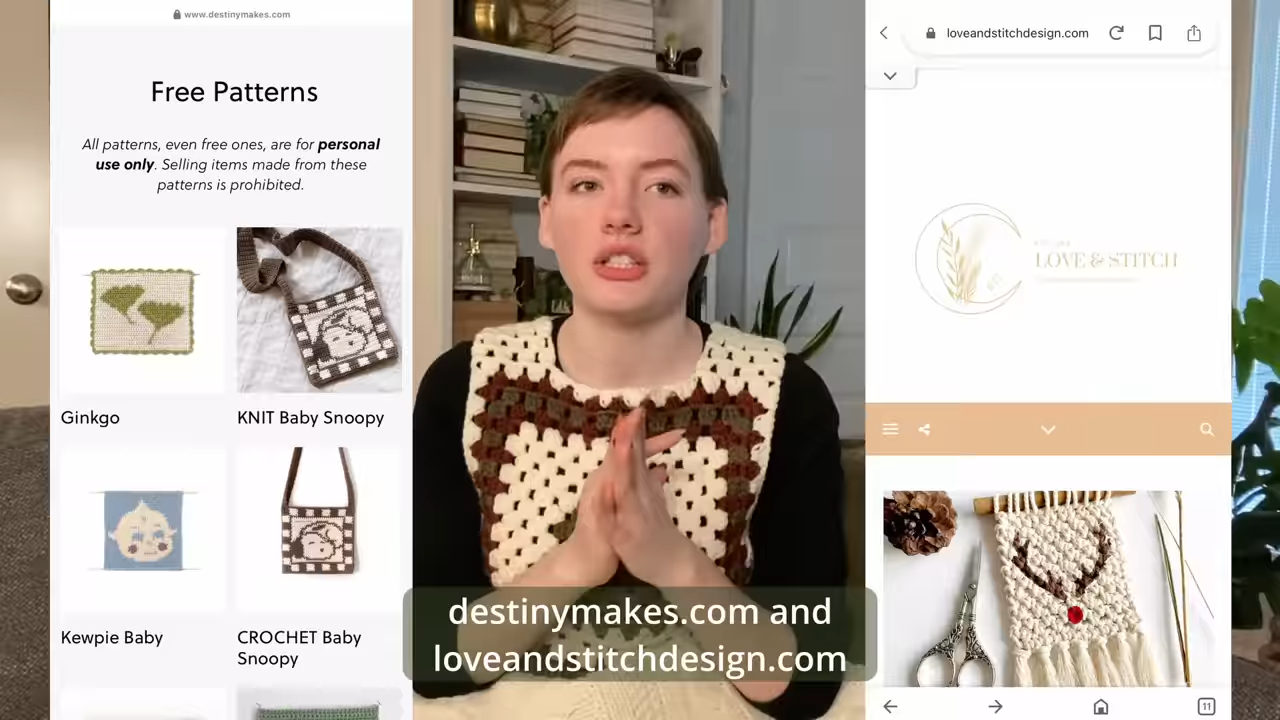 www.destinymakes.com
Free Patterns
All patterns, even free ones, are for personal
use only. Selling items made from these
patterns is prohibited.
Ginkgo
KNIT Baby Snoopy
Kewpie Baby
CROCHET Baby
Snoopy
loveandstitchdesign.com
LOVE & STITCH
11
destinymakes.com and
loveandstitchdesign.com